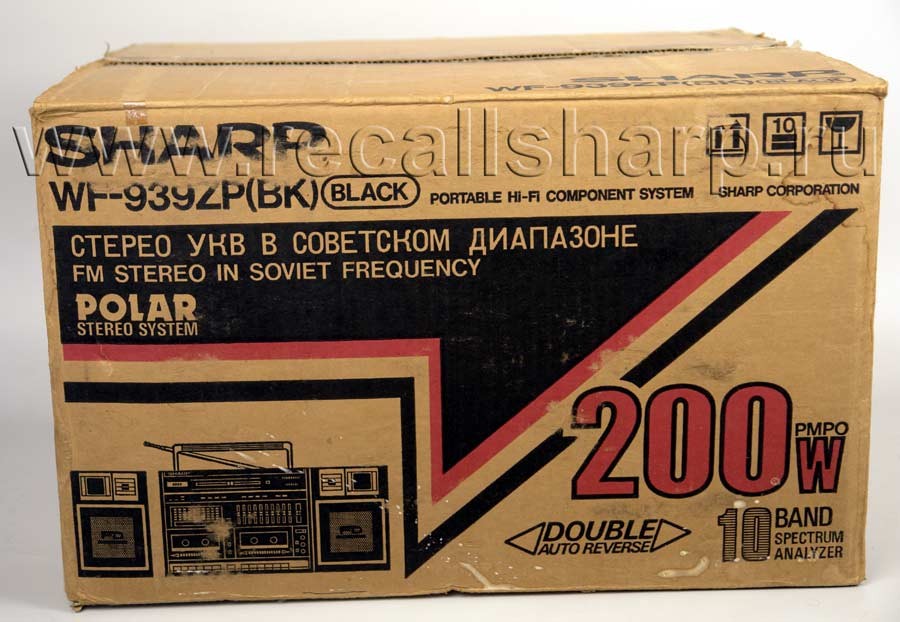 SHARP
WF-939ZP(BK) (BLACK)
www.recallsharp.ru
SHARP
WF-939ZP(BK) BLACK PORTABLE HI-FI COMPONENT SYSTEM SHARP CORPORATION
10
СТЕРЕО УКВ В СОВЕТСКОМ ДИАПАЗОНЕ
FM STEREO IN SOVIET FREQUENCY
POLAR
STEREO SYSTEM
200 PMPO W
SHARP
DOUBLE
AUTO REVERSE
10 BAND
SPECTRUM
ANALYZER